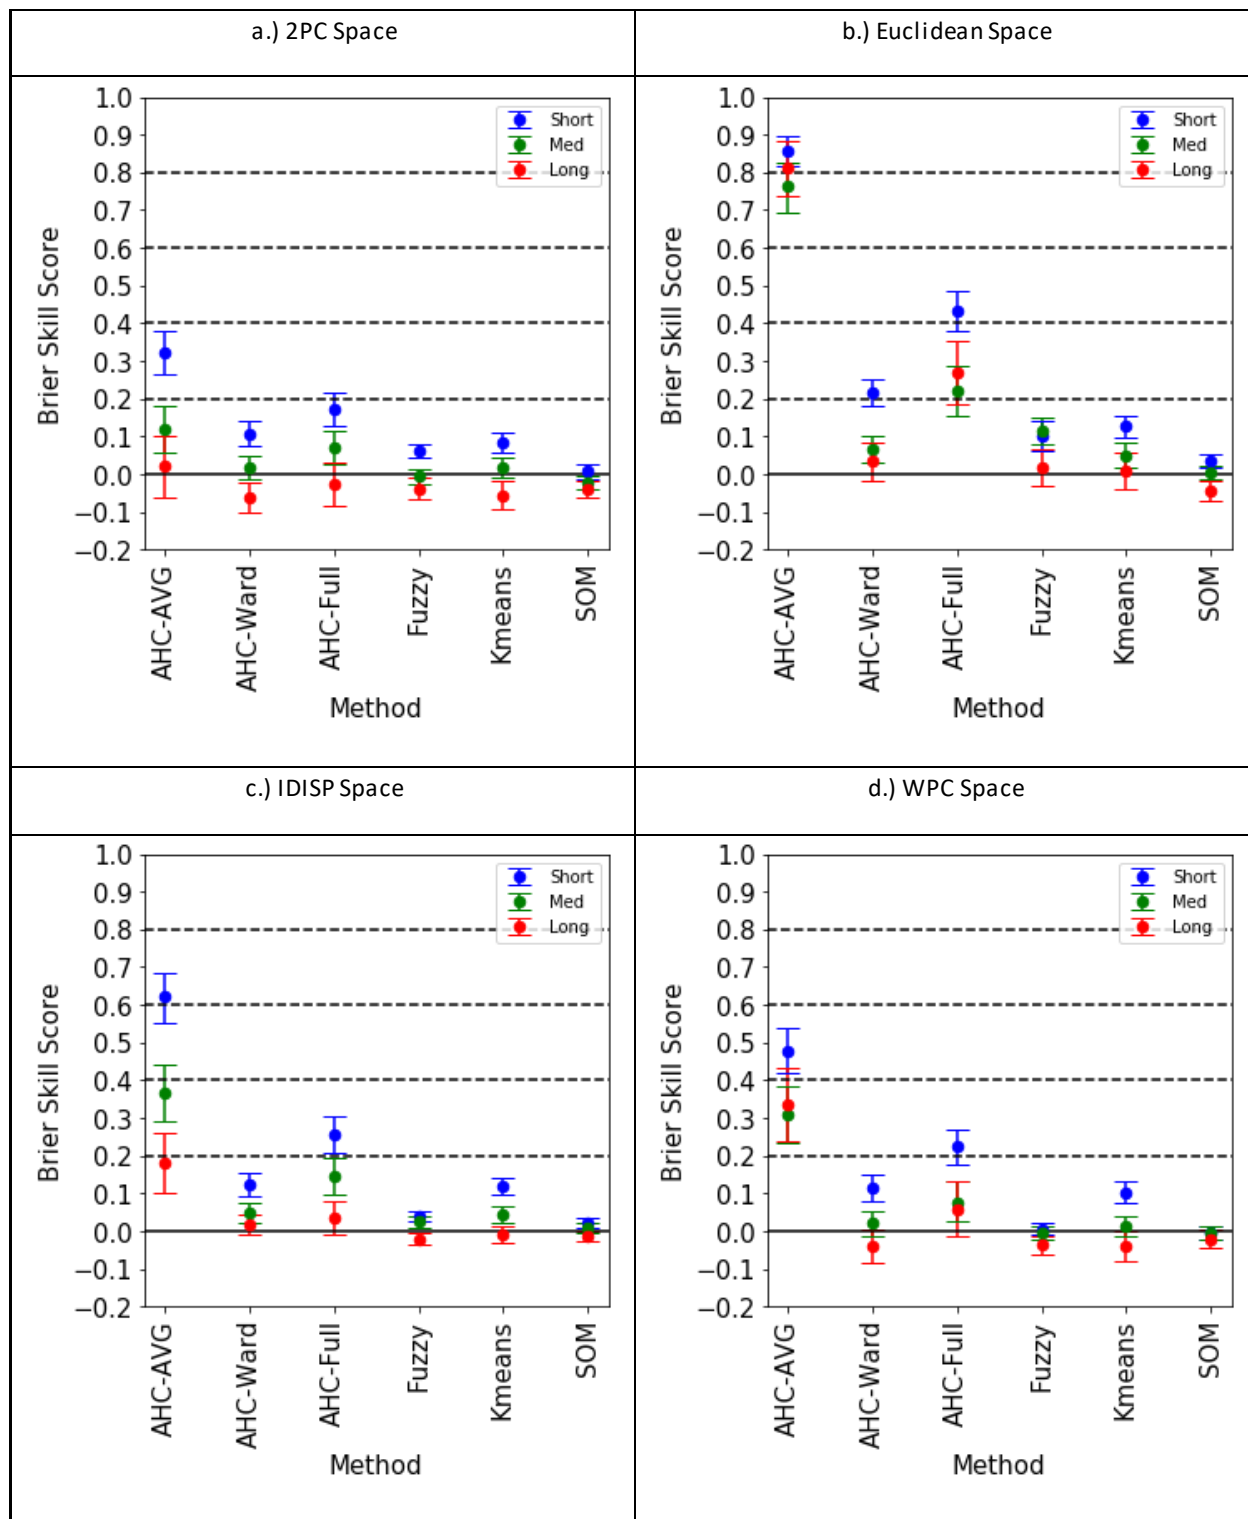 a.) 2PC Space
b.) Euclidean Space
1.0
0.9
0.8
0.7
0.6
0.5
0.4
0.3
0.2
0.1
0.0
−0.1
−0.2
Brier Skill Score
Short
Med
Long
AHC-AVG
AHC-Ward
AHC-Full
Fuzzy
Kmeans
SOM
Method
1.0
0.9
0.8
0.7
0.6
0.5
0.4
0.3
0.2
0.1
0.0
−0.1
−0.2
Brier Skill Score
Short
Med
Long
AHC-AVG
AHC-Ward
AHC-Full
Fuzzy
Kmeans
SOM
Method
c.) IDISP Space
d.) WPC Space
1.0
0.9
0.8
0.7
0.6
0.5
0.4
0.3
0.2
0.1
0.0
−0.1
−0.2
Brier Skill Score
Short
Med
Long
AHC-AVG
AHC-Ward
AHC-Full
Fuzzy
Kmeans
SOM
Method
1.0
0.9
0.8
0.7
0.6
0.5
0.4
0.3
0.2
0.1
0.0
−0.1
−0.2
Brier Skill Score
Short
Med
Long
AHC-AVG
AHC-Ward
AHC-Full
Fuzzy
Kmeans
SOM
Method